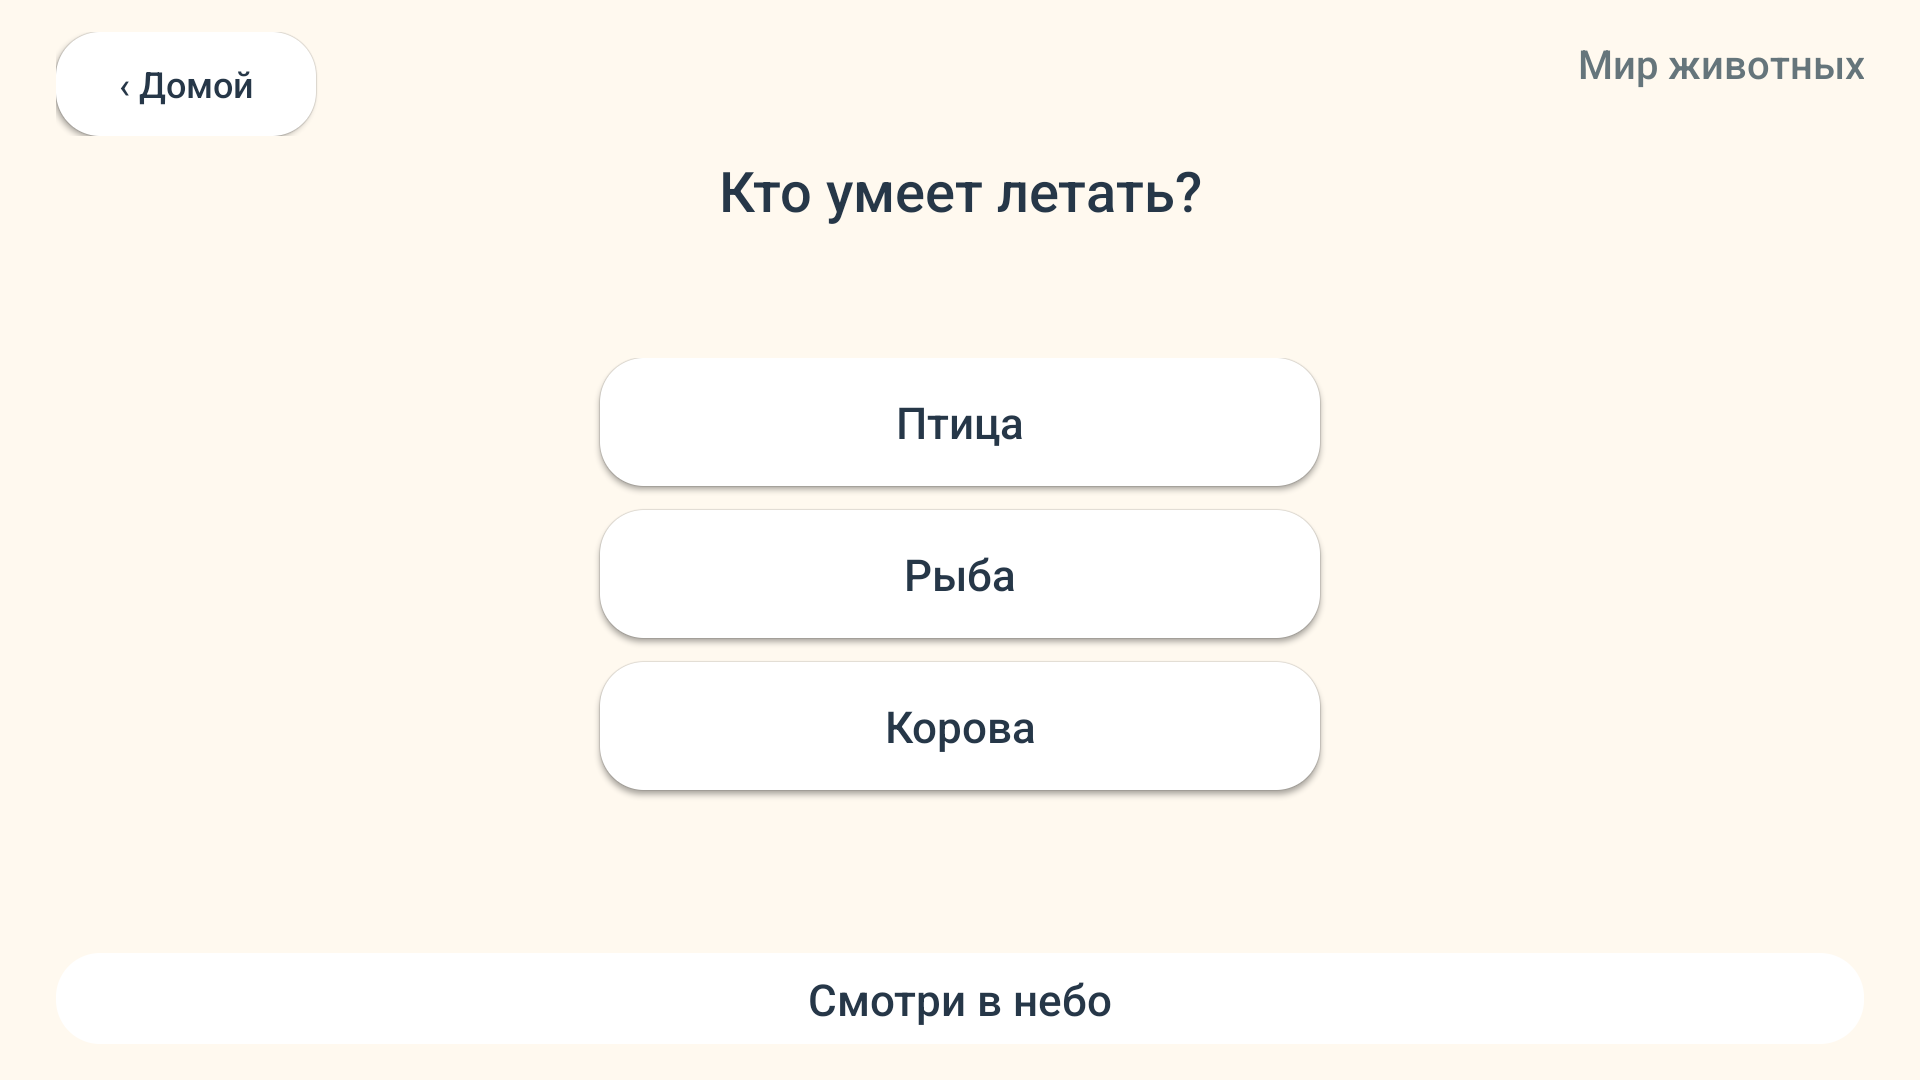 ‹ Домой
Мир животных
Кто умеет летать?
Птица
Рыба
Корова
Смотри в небо